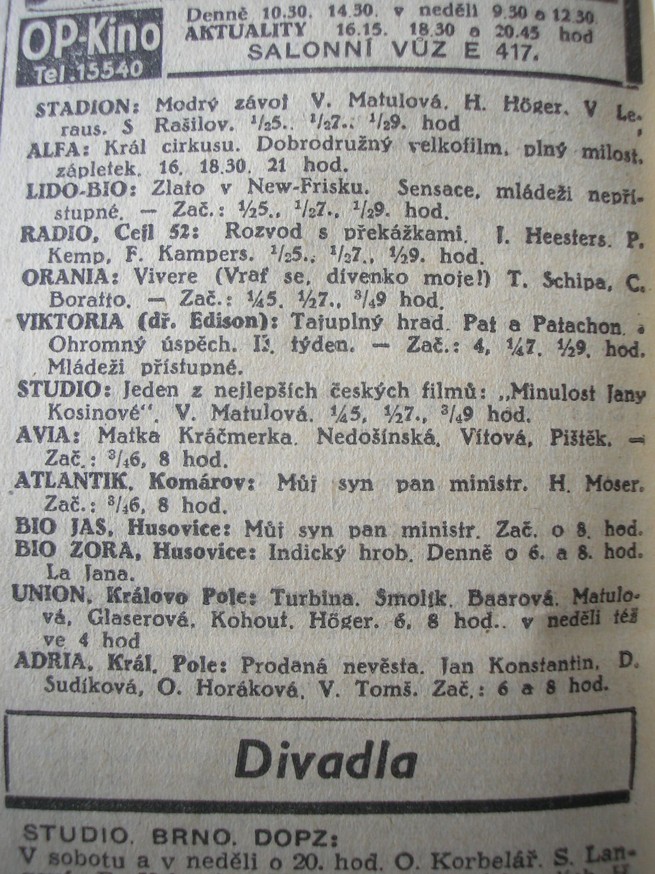 OP-Kino
Tel.15540
Denně 10.30. 14.30. v neděli 9.30 a 12.30.
AKTUALITY 16.15. 18.30 a 20.45 hod
SALONNÍ VŮZ E 417.
STADION: Modrý závoj V. Matulová. H. Höger. V Le-
raus. S Rašilov. ½5.. ½7.. ½9. hod
ALFA: Král cirkusu. Dobrodružný velkofilm. plný milost.
zápletek. 16. 18.30. 21 hod.
LIDO-BIO: Zlato v New-Frisku. Sensace, mládeži nepří-
stupné. — Zač.: ½5., ½7., ½9. hod.
RADIO, Cejl 52: Rozvod s překážkami. J. Heesters. P.
Kemp, F. Kampers. ½5.. ½7.. ½9. hod.
ORANIA: Vivere (Vrať se, dívenko moje!) T. Schipa, C.
Boratto. — Zač.: ¼5. ½7., ¾9 hod.
VIKTORIA (dř. Edison): Tajuplný hrad. Pat a Patachon.
Ohromný úspěch. II. týden. — Zač.: 4, ¼7. ½9. hod.
Mládeži přístupné.
STUDIO: Jeden z nejlepších českých filmů: „Minulost Jany
Kosinové". V. Matulová. ¼5, ½7., ¾9 hod.
AVIA: Matka Kráčmerka. Nedošínská, Vítová, Pištěk. —
Zač.: ¾6, 8 hod.
ATLANTIK, Komárov: Můj syn pan ministr. H. Moser.
Zač.: ¾6, 8 hod.
BIO JAS, Husovice: Můj syn pan ministr. Zač. o 8. hod.
BIO ZORA, Husovice: Indický hrob. Denně o 6. a 8. hod.
La Jana.
UNION. Královo Pole: Turbina. Smolík. Baarová. Matulo-
vá, Glaserová, Kohout, Höger. 6, 8 hod.. v neděli též
ve 4 hod
ADRIA. Král. Pole: Prodaná nevěsta. Jan Konstantin. D.
Sudíková, O. Horáková, V. Tomš. Zač.: 6 a 8 hod.
Divadla
STUDIO. BRNO. DOPZ:
V sobotu a v neděli o 20. hod. O. Korbelář. S. Lan-